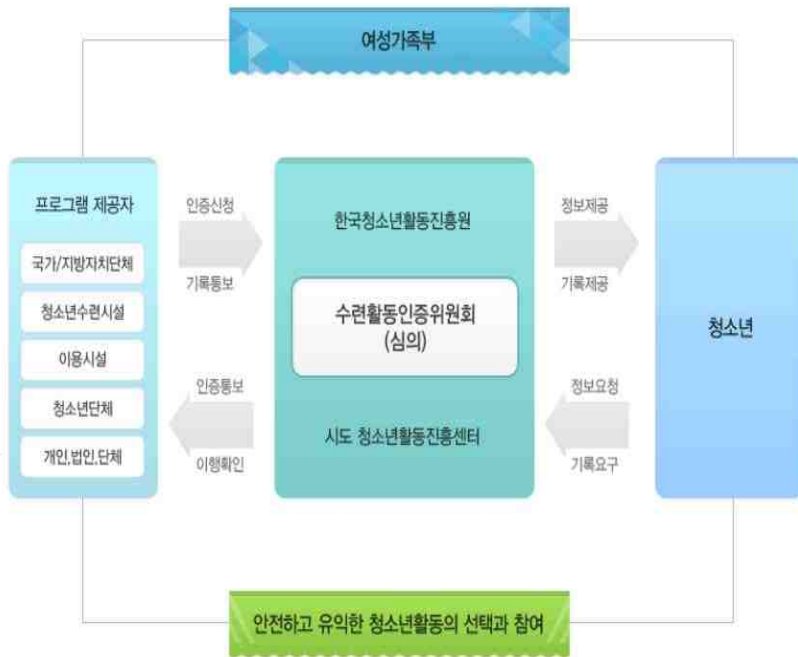 여성가족부
프로그램 제공자
국가/지방자치단체
청소년수련시설
이용시설
청소년단체
개인,법인,단체
인증신청
기록통보
인증통보
이행확인
한국청소년활동진흥원
수련활동인증위원회
(심의)
시도 청소년활동진흥센터
정보제공
기록제공
정보요청
기록요구
청소년
안전하고 유익한 청소년활동의 선택과 참여